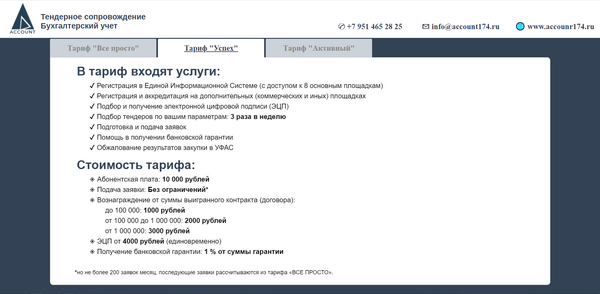 Тендерное сопровождение
Бухгалтерский учет
ACCOUNT
+7 951 465 28 25
info@account174.ru
www.accounr174.ru
Тариф "Все просто"
Тариф "Успех"
Тариф "Активный"
В тариф входят услуги:
✓ Регистрация в Единой Информационной Системе (с доступом к 8 основным площадкам)
✓ Регистрация и аккредитация на дополнительных (коммерческих и иных) площадках
✓ Подбор и получение электронной цифровой подписи (ЭЦП)
✓ Подбор тендеров по вашим параметрам: 3 раза в неделю
✓ Подготовка и подача заявок
✓ Помощь в получении банковской гарантии
✓ Обжалование результатов закупки в УФАС
Стоимость тарифа:
Абонентская плата: 10 000 рублей
Подача заявки: Без ограничений*
Вознаграждение от суммы выигранного контракта (договора):
до 100 000: 1000 рублей
от 100 000 до 1 000 000: 2000 рублей
от 1 000 000: 3000 рублей
ЭЦП от 4000 рублей (единовременно)
Получение банковской гарантии: 1 % от суммы гарантии
*но не более 200 заявок месяц, последующие заявки рассчитываются из тарифа «ВСЕ ПРОСТО».